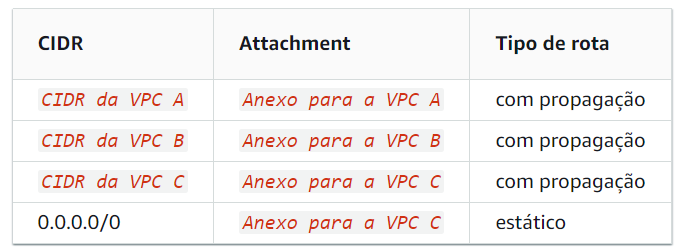 CIDR Attachment Tipo de rota
CIDR da VPC A Anexo para a VPC A com propagação
CIDR da VPC B Anexo para a VPC B com propagação
CIDR da VPC C Anexo para a VPC C com propagação
0.0.0.0/0 Anexo para a VPC C estático